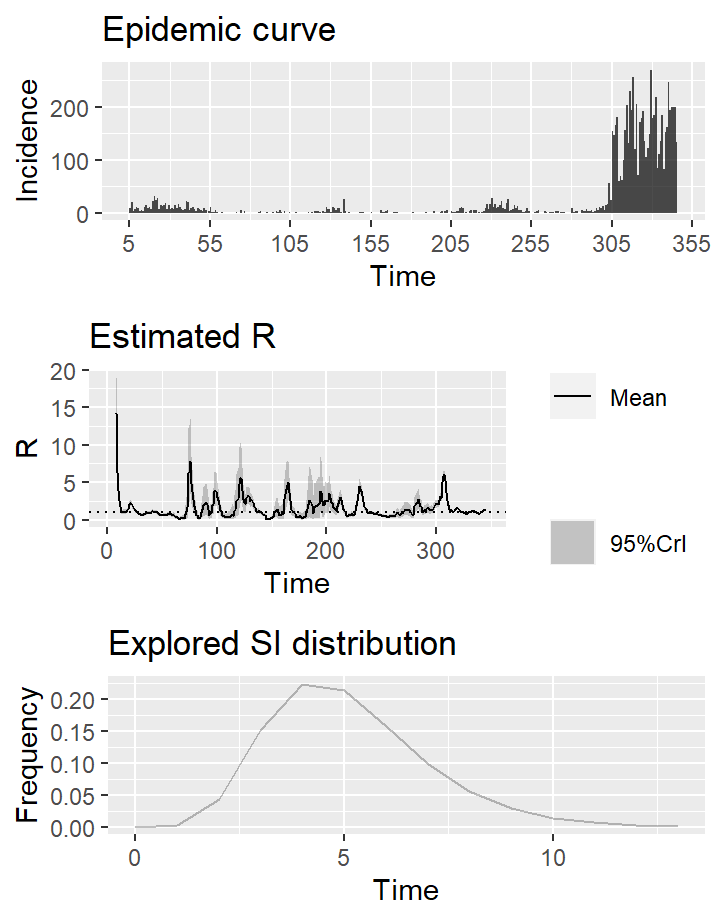 Epidemic curve
Incidence
200
100
0
5 55 105 155 205 255 305 355
Time
Estimated R
R
20
15
10
5
0
0 100 200 300
Time
Mean
95%CrI
Explored SI distribution
Frequency
0.20
0.15
0.10
0.05
0.00
0 5 10
Time